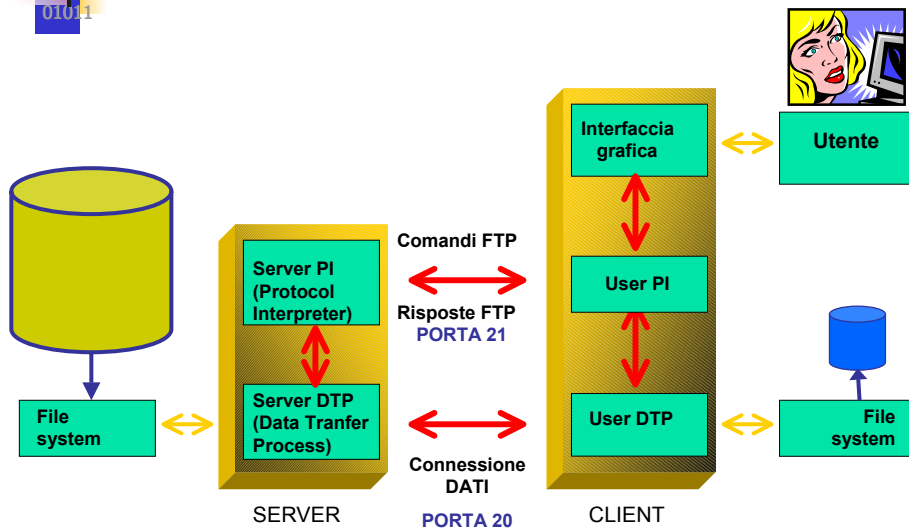 01011
Interfaccia
grafica
Utente
Comandi FTP
Server PI
(Protocol
Interpreter)
User PI
Risposte FTP
PORTA 21
File
system
Server DTP
(Data Tranfer
Process)
User DTP
File
system
Connessione
DATI
SERVER
PORTA 20
CLIENT